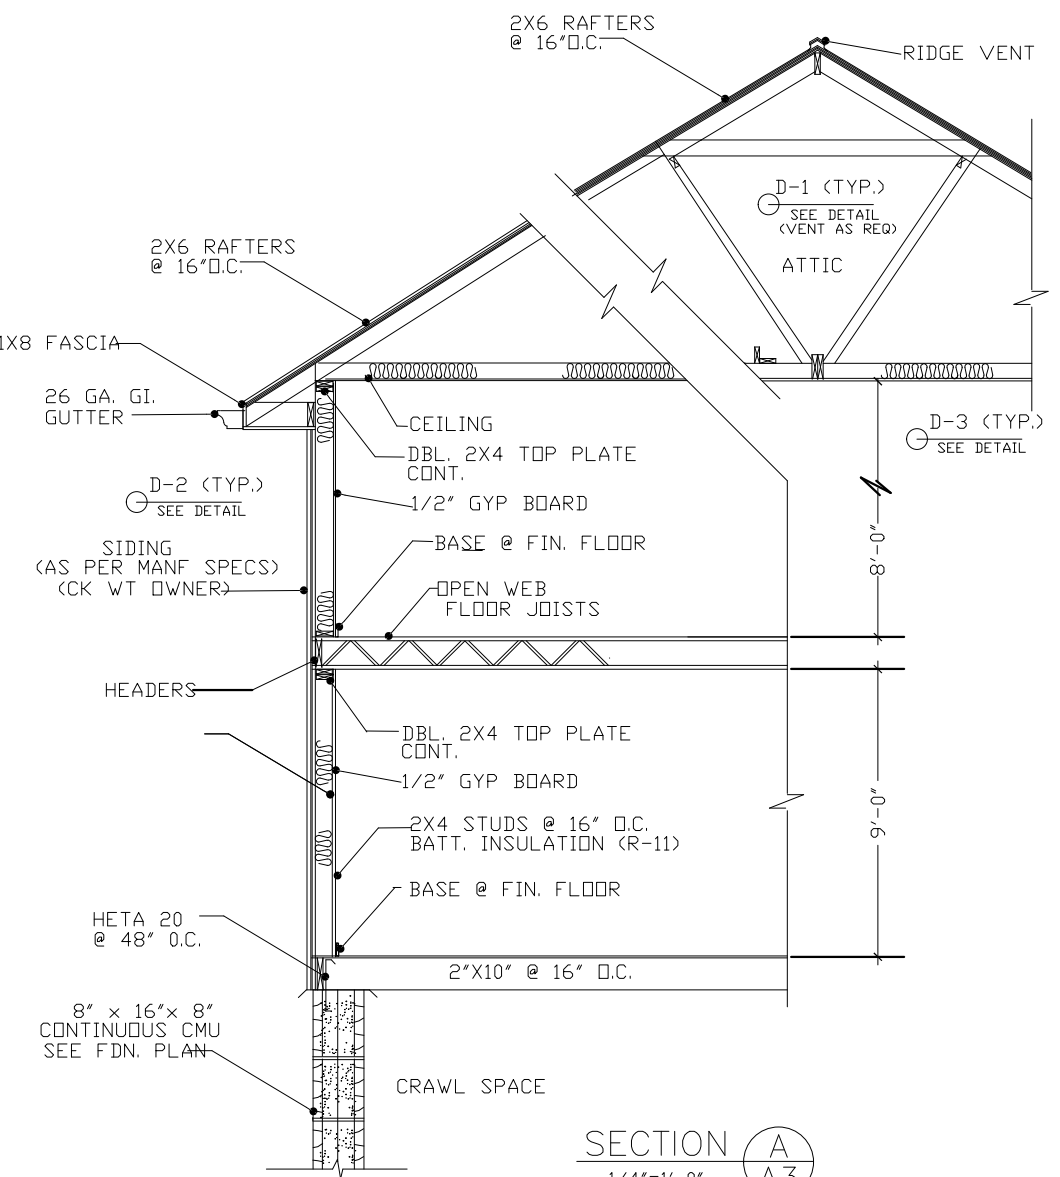 2X6 RAFTERS
@ 16"O.C.
RIDGE VENT
D-1 (TYP.)
SEE DETAIL
(VENT AS REQ)
ATTIC
2X6 RAFTERS
@ 16"O.C.
1X8 FASCIA
26 GA. GI.
GUTTER
CEILING
D-3 (TYP.)
SEE DETAIL
DBL. 2X4 TOP PLATE
CONT.
D-2 (TYP.)
SEE DETAIL
1/2" GYP BOARD
BASE @ FIN. FLOOR
8'-0"
SIDING
(AS PER MANF SPECS)
(CK WT OWNER)
OPEN WEB
FLOOR JOISTS
HEADERS
DBL. 2X4 TOP PLATE
CONT.
1/2" GYP BOARD
9'-0"
2X4 STUDS @ 16" O.C.
BATT. INSULATION (R-11)
BASE @ FIN. FLOOR
HETA 20
@ 48" O.C.
2"X10" @ 16" O.C.
8" x 16"x 8"
CONTINUOUS CMU
SEE FDN. PLAN
CRAWL SPACE
SECTION
A
A3